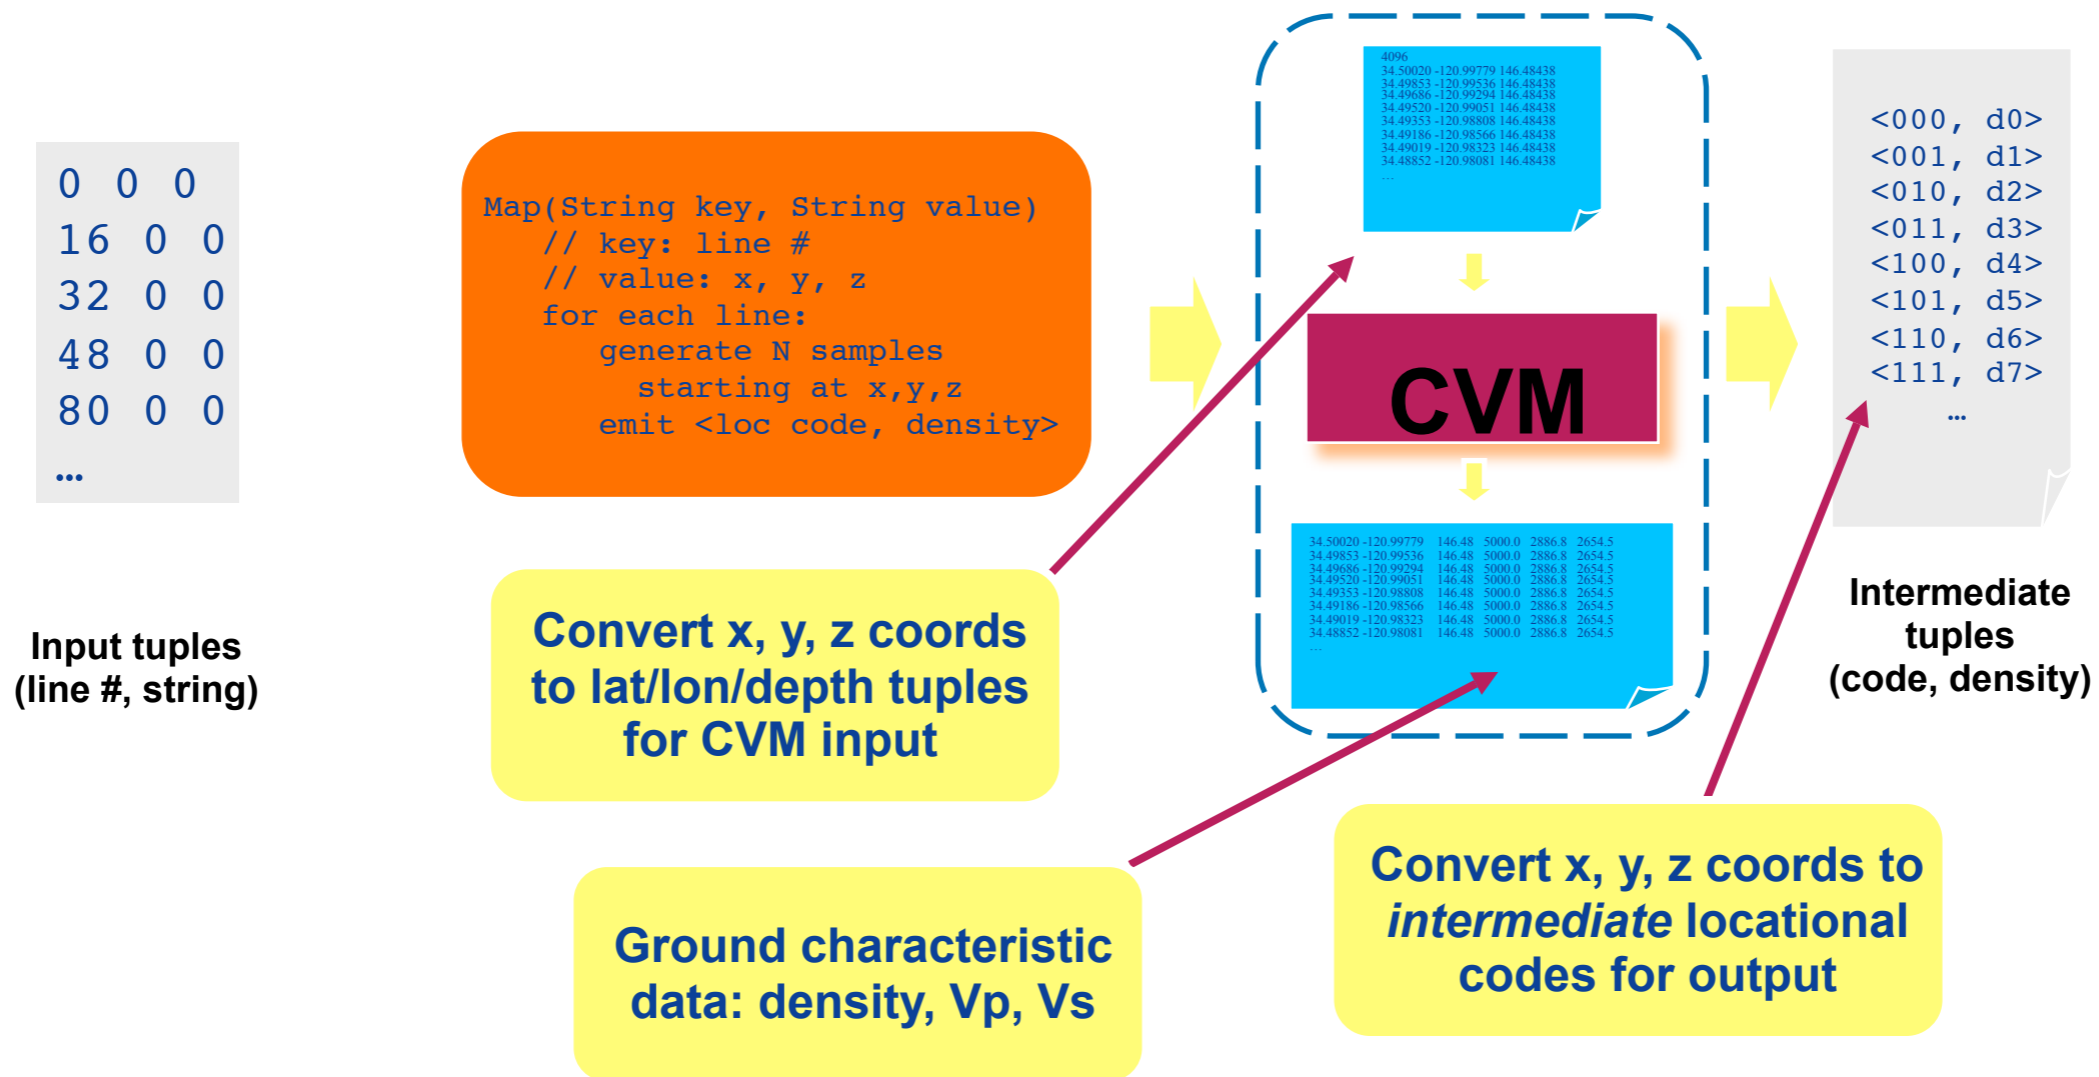 0 0 0
16 0 0
32 0 0
48 0 0
80 0 0
…
Input tuples
(line #, string)
Map(String key, String value)
// key: line #
// value: x, y, z
for each line:
generate N samples
starting at x,y,z
emit <loc code, density>
4096
34.50020 -120.99779 146.48438
34.49853 -120.99536 146.48438
34.49686 -120.99294 146.48438
34.49520 -120.99051 146.48438
34.49353 -120.98808 146.48438
34.49186 -120.98566 146.48438
34.49019 -120.98323 146.48438
34.48852 -120.98081 146.48438
…
CVM
34.50020 -120.99779 146.48 5000.0 2886.8 2654.5
34.49853 -120.99536 146.48 5000.0 2886.8 2654.5
34.49686 -120.99294 146.48 5000.0 2886.8 2654.5
34.49520 -120.99051 146.48 5000.0 2886.8 2654.5
34.49353 -120.98808 146.48 5000.0 2886.8 2654.5
34.49186 -120.98566 146.48 5000.0 2886.8 2654.5
34.49019 -120.98323 146.48 5000.0 2886.8 2654.5
34.48852 -120.98081 146.48 5000.0 2886.8 2654.5
…
<000, d0>
<001, d1>
<010, d2>
<011, d3>
<100, d4>
<101, d5>
<110, d6>
<111, d7>
…
Intermediate
tuples
(code, density)
Convert x, y, z coords
to lat/lon/depth tuples
for CVM input
Ground characteristic
data: density, Vp, Vs
Convert x, y, z coords to
intermediate locational
codes for output